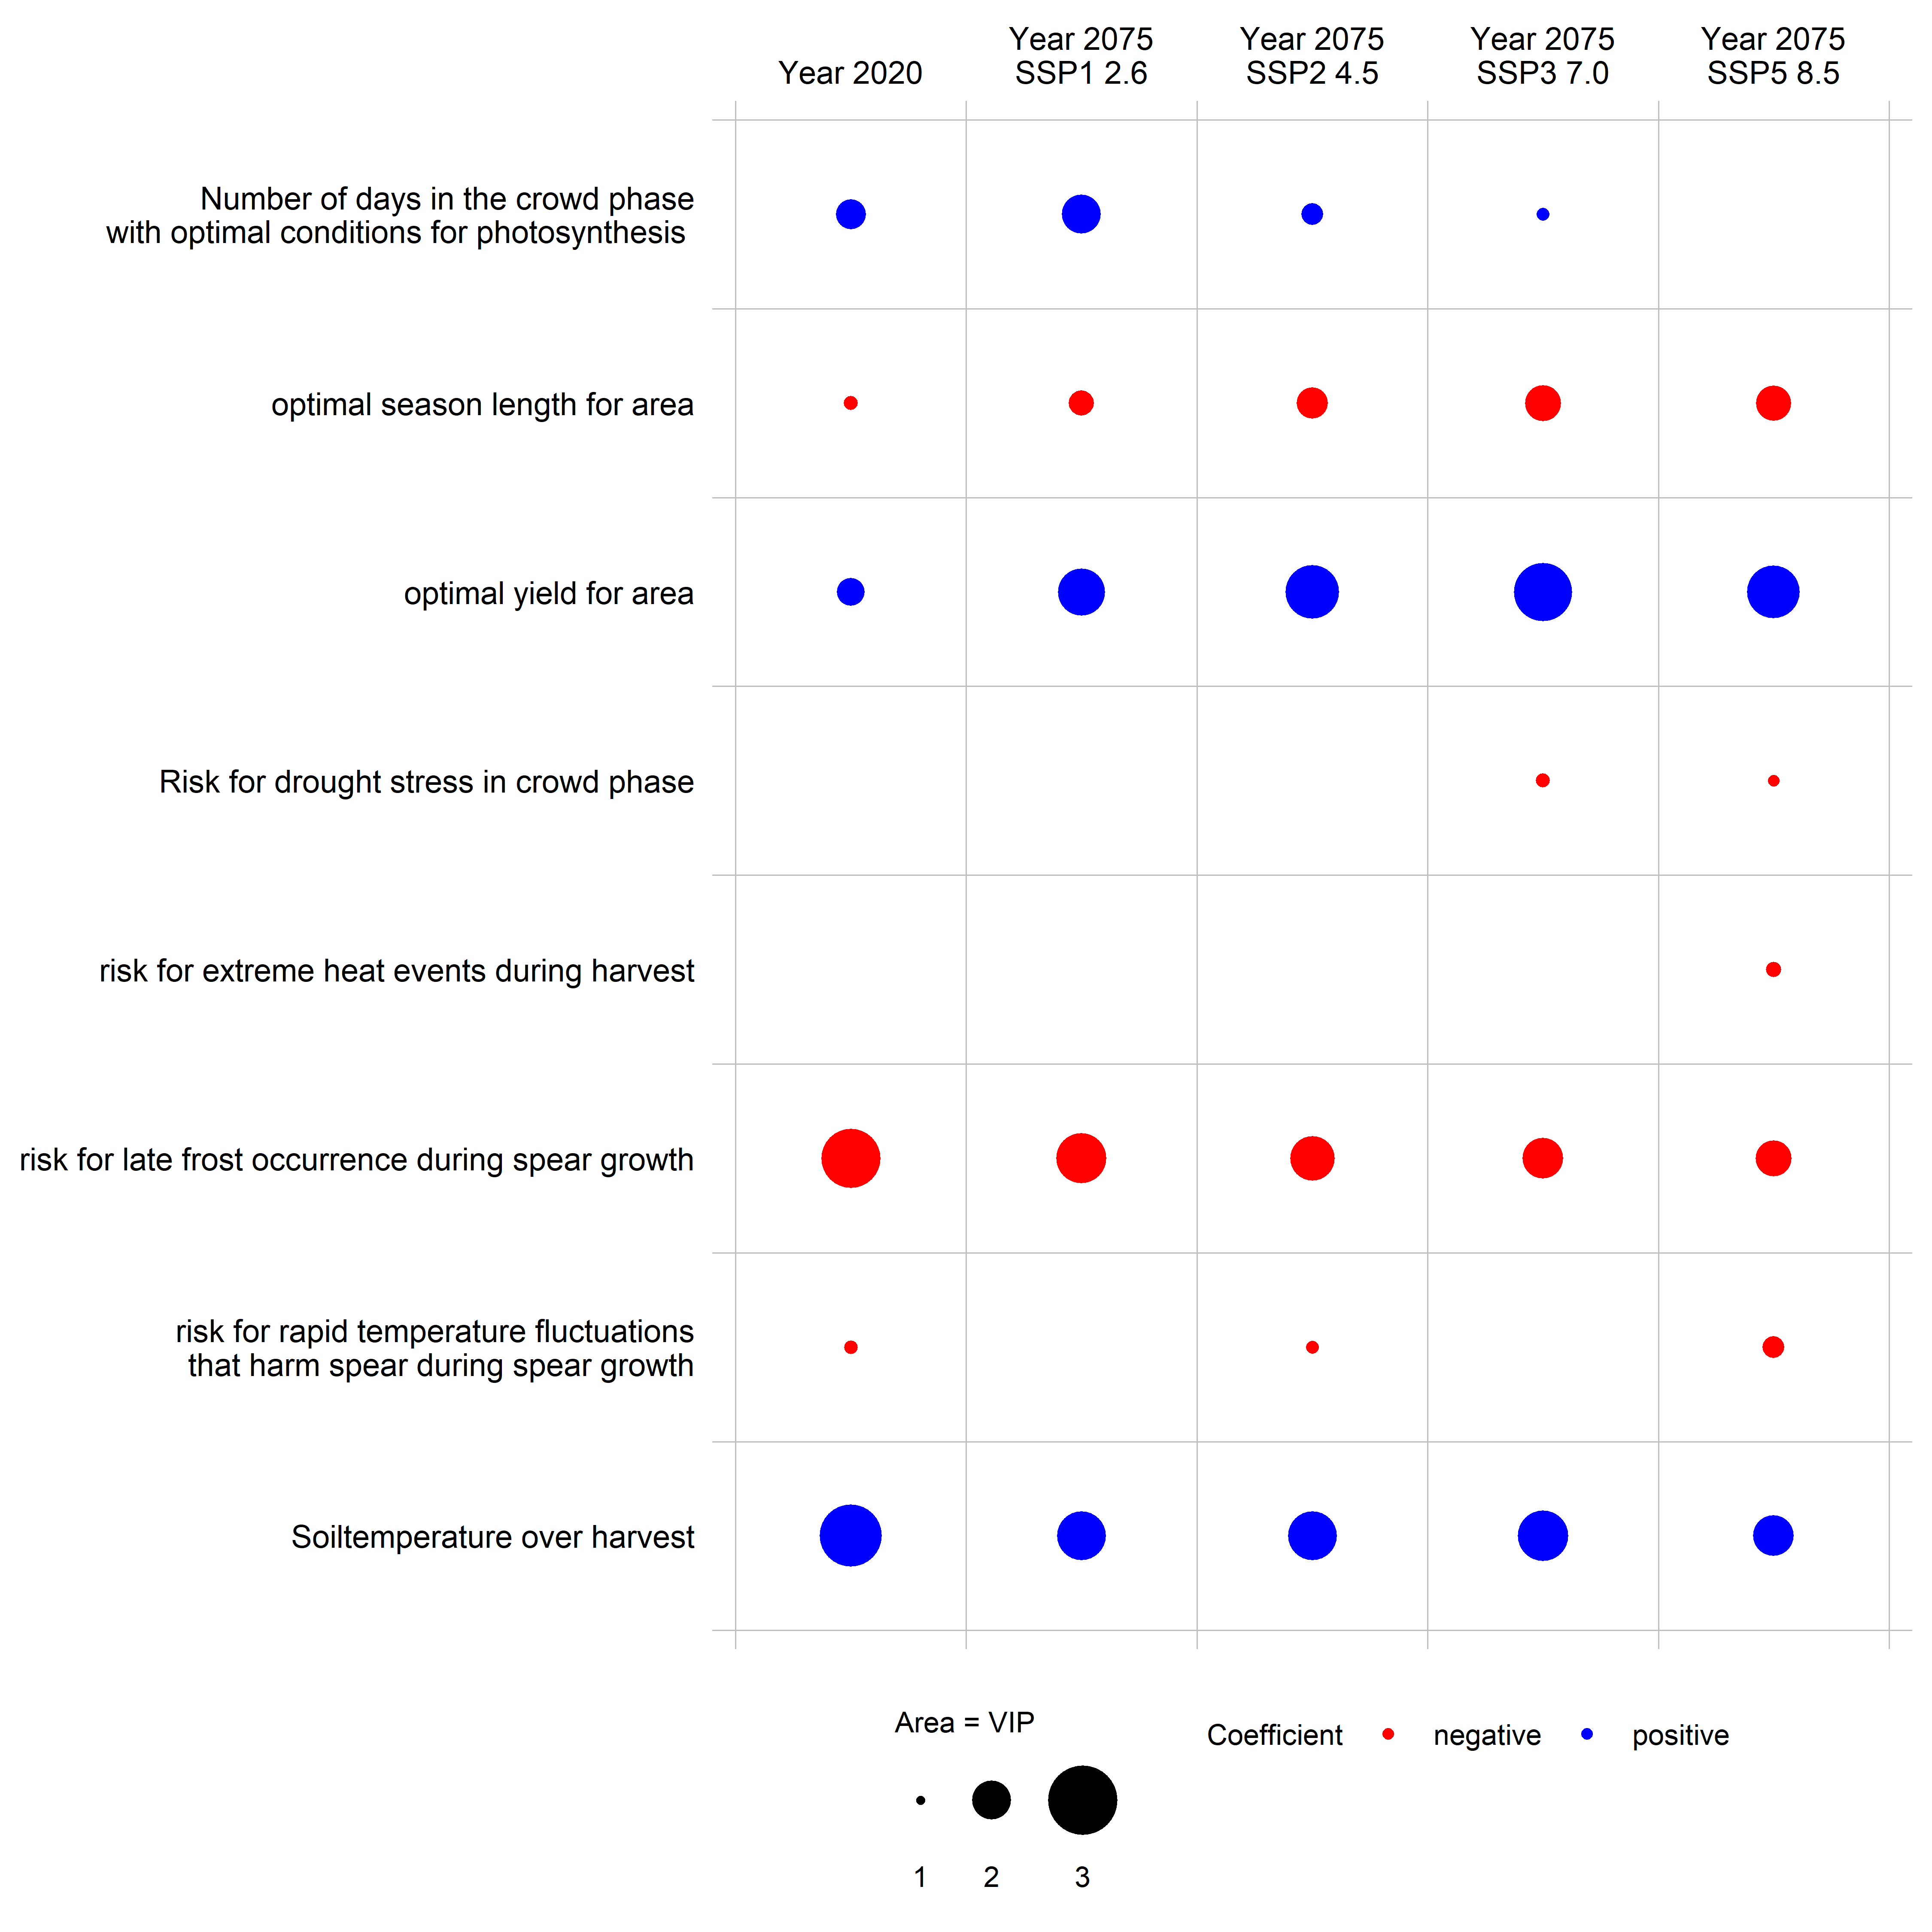 Year 2020
Year 2075
SSP1 2.6
Year 2075
SSP2 4.5
Year 2075
SSP3 7.0
Year 2075
SSP5 8.5
Number of days in the crowd phase
with optimal conditions for photosynthesis
optimal season length for area
optimal yield for area
Risk for drought stress in crowd phase
risk for extreme heat events during harvest
risk for late frost occurrence during spear growth
risk for rapid temperature fluctuations
that harm spear during spear growth
Soiltemperature over harvest
Area = VIP
1 2 3
Coefficient negative positive